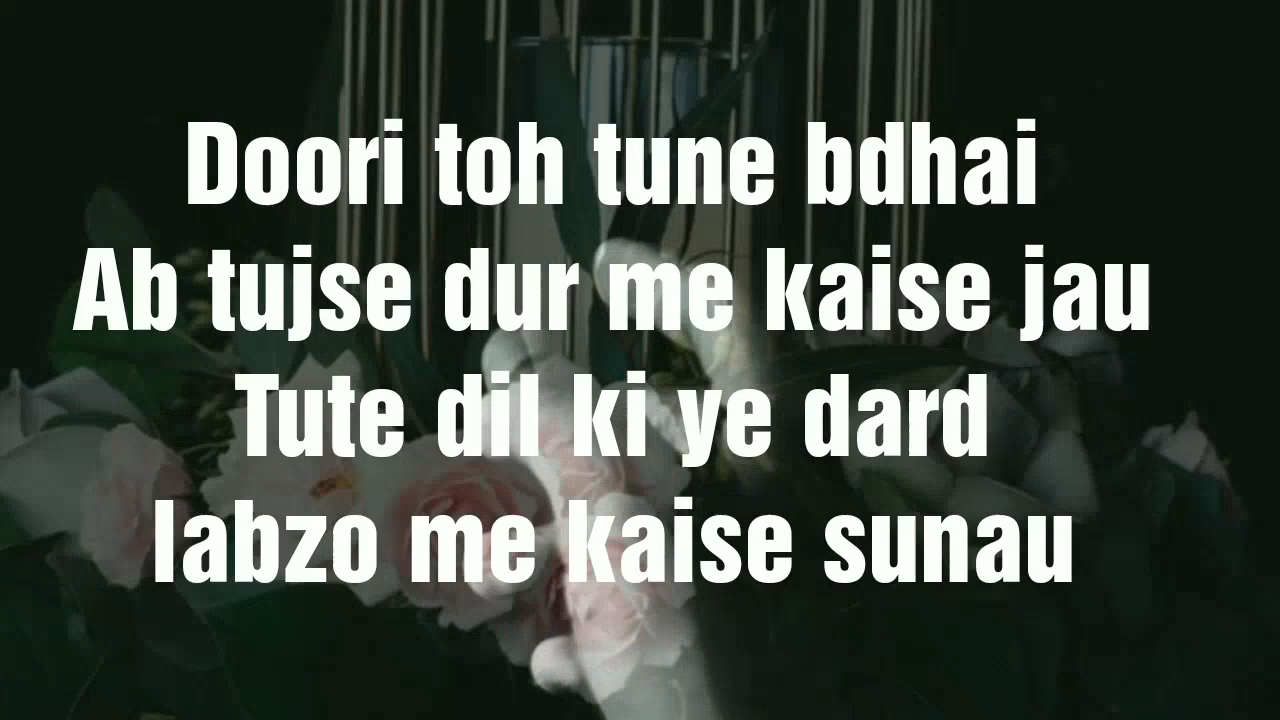 Doori toh tune bdhai
Ab tujse dur me kaise jau
Tute dil ki ye dard
labzo me kaise sunau